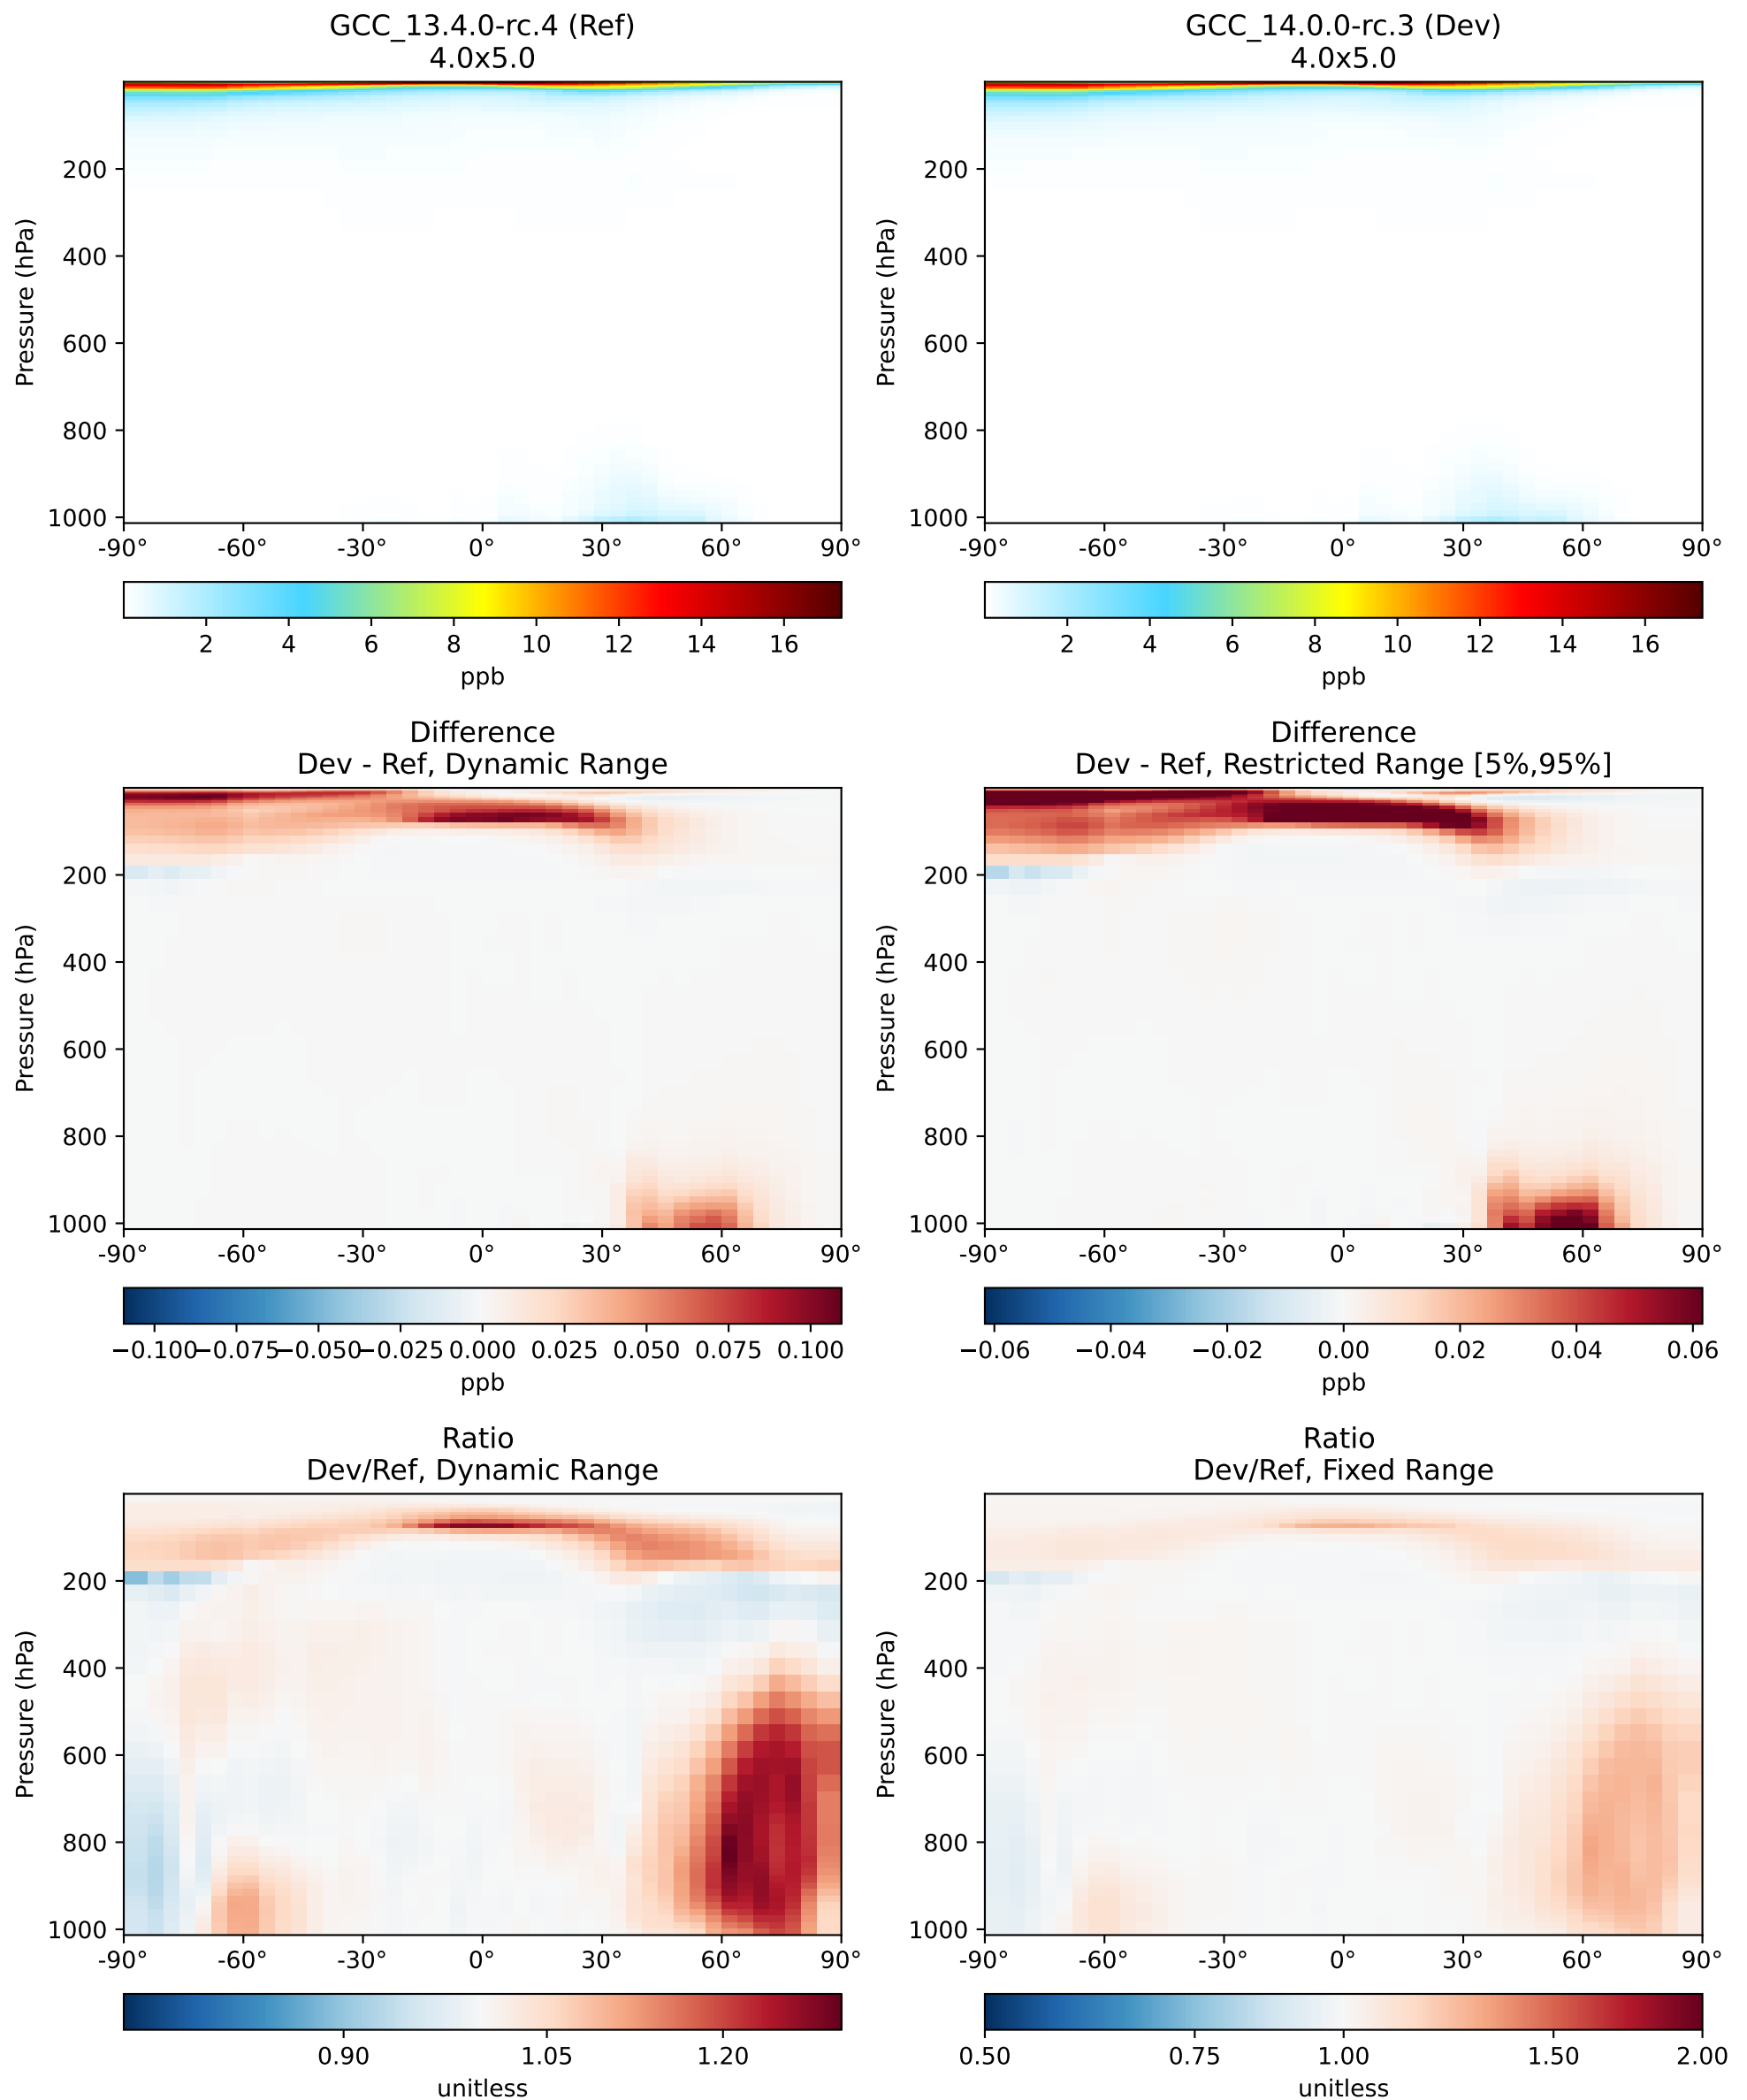 GCC_13.4.0-rc.4 (Ref)
4.0x5.0
Pressure (hPa)
200
400
600
800
1000
-90° -60° -30° 0° 30° 60° 90°
2 4 6 8 10 12 14 16
ppb
GCC_14.0.0-rc.3 (Dev)
4.0x5.0
Pressure (hPa)
200
400
600
800
1000
-90° -60° -30° 0° 30° 60° 90°
2 4 6 8 10 12 14 16
ppb
Difference
Dev - Ref, Dynamic Range
Pressure (hPa)
200
400
600
800
1000
-90° -60° -30° 0° 30° 60° 90°
−0.100 −0.075 −0.050 −0.025 0.000 0.025 0.050 0.075 0.100
ppb
Difference
Dev - Ref, Restricted Range [5%,95%]
Pressure (hPa)
200
400
600
800
1000
-90° -60° -30° 0° 30° 60° 90°
−0.06 −0.04 −0.02 0.00 0.02 0.04 0.06
ppb
Ratio
Dev/Ref, Dynamic Range
Pressure (hPa)
200
400
600
800
1000
-90° -60° -30° 0° 30° 60° 90°
0.90 1.05 1.20
unitless
Ratio
Dev/Ref, Fixed Range
Pressure (hPa)
200
400
600
800
1000
-90° -60° -30° 0° 30° 60° 90°
0.50 0.75 1.00 1.50 2.00
unitless